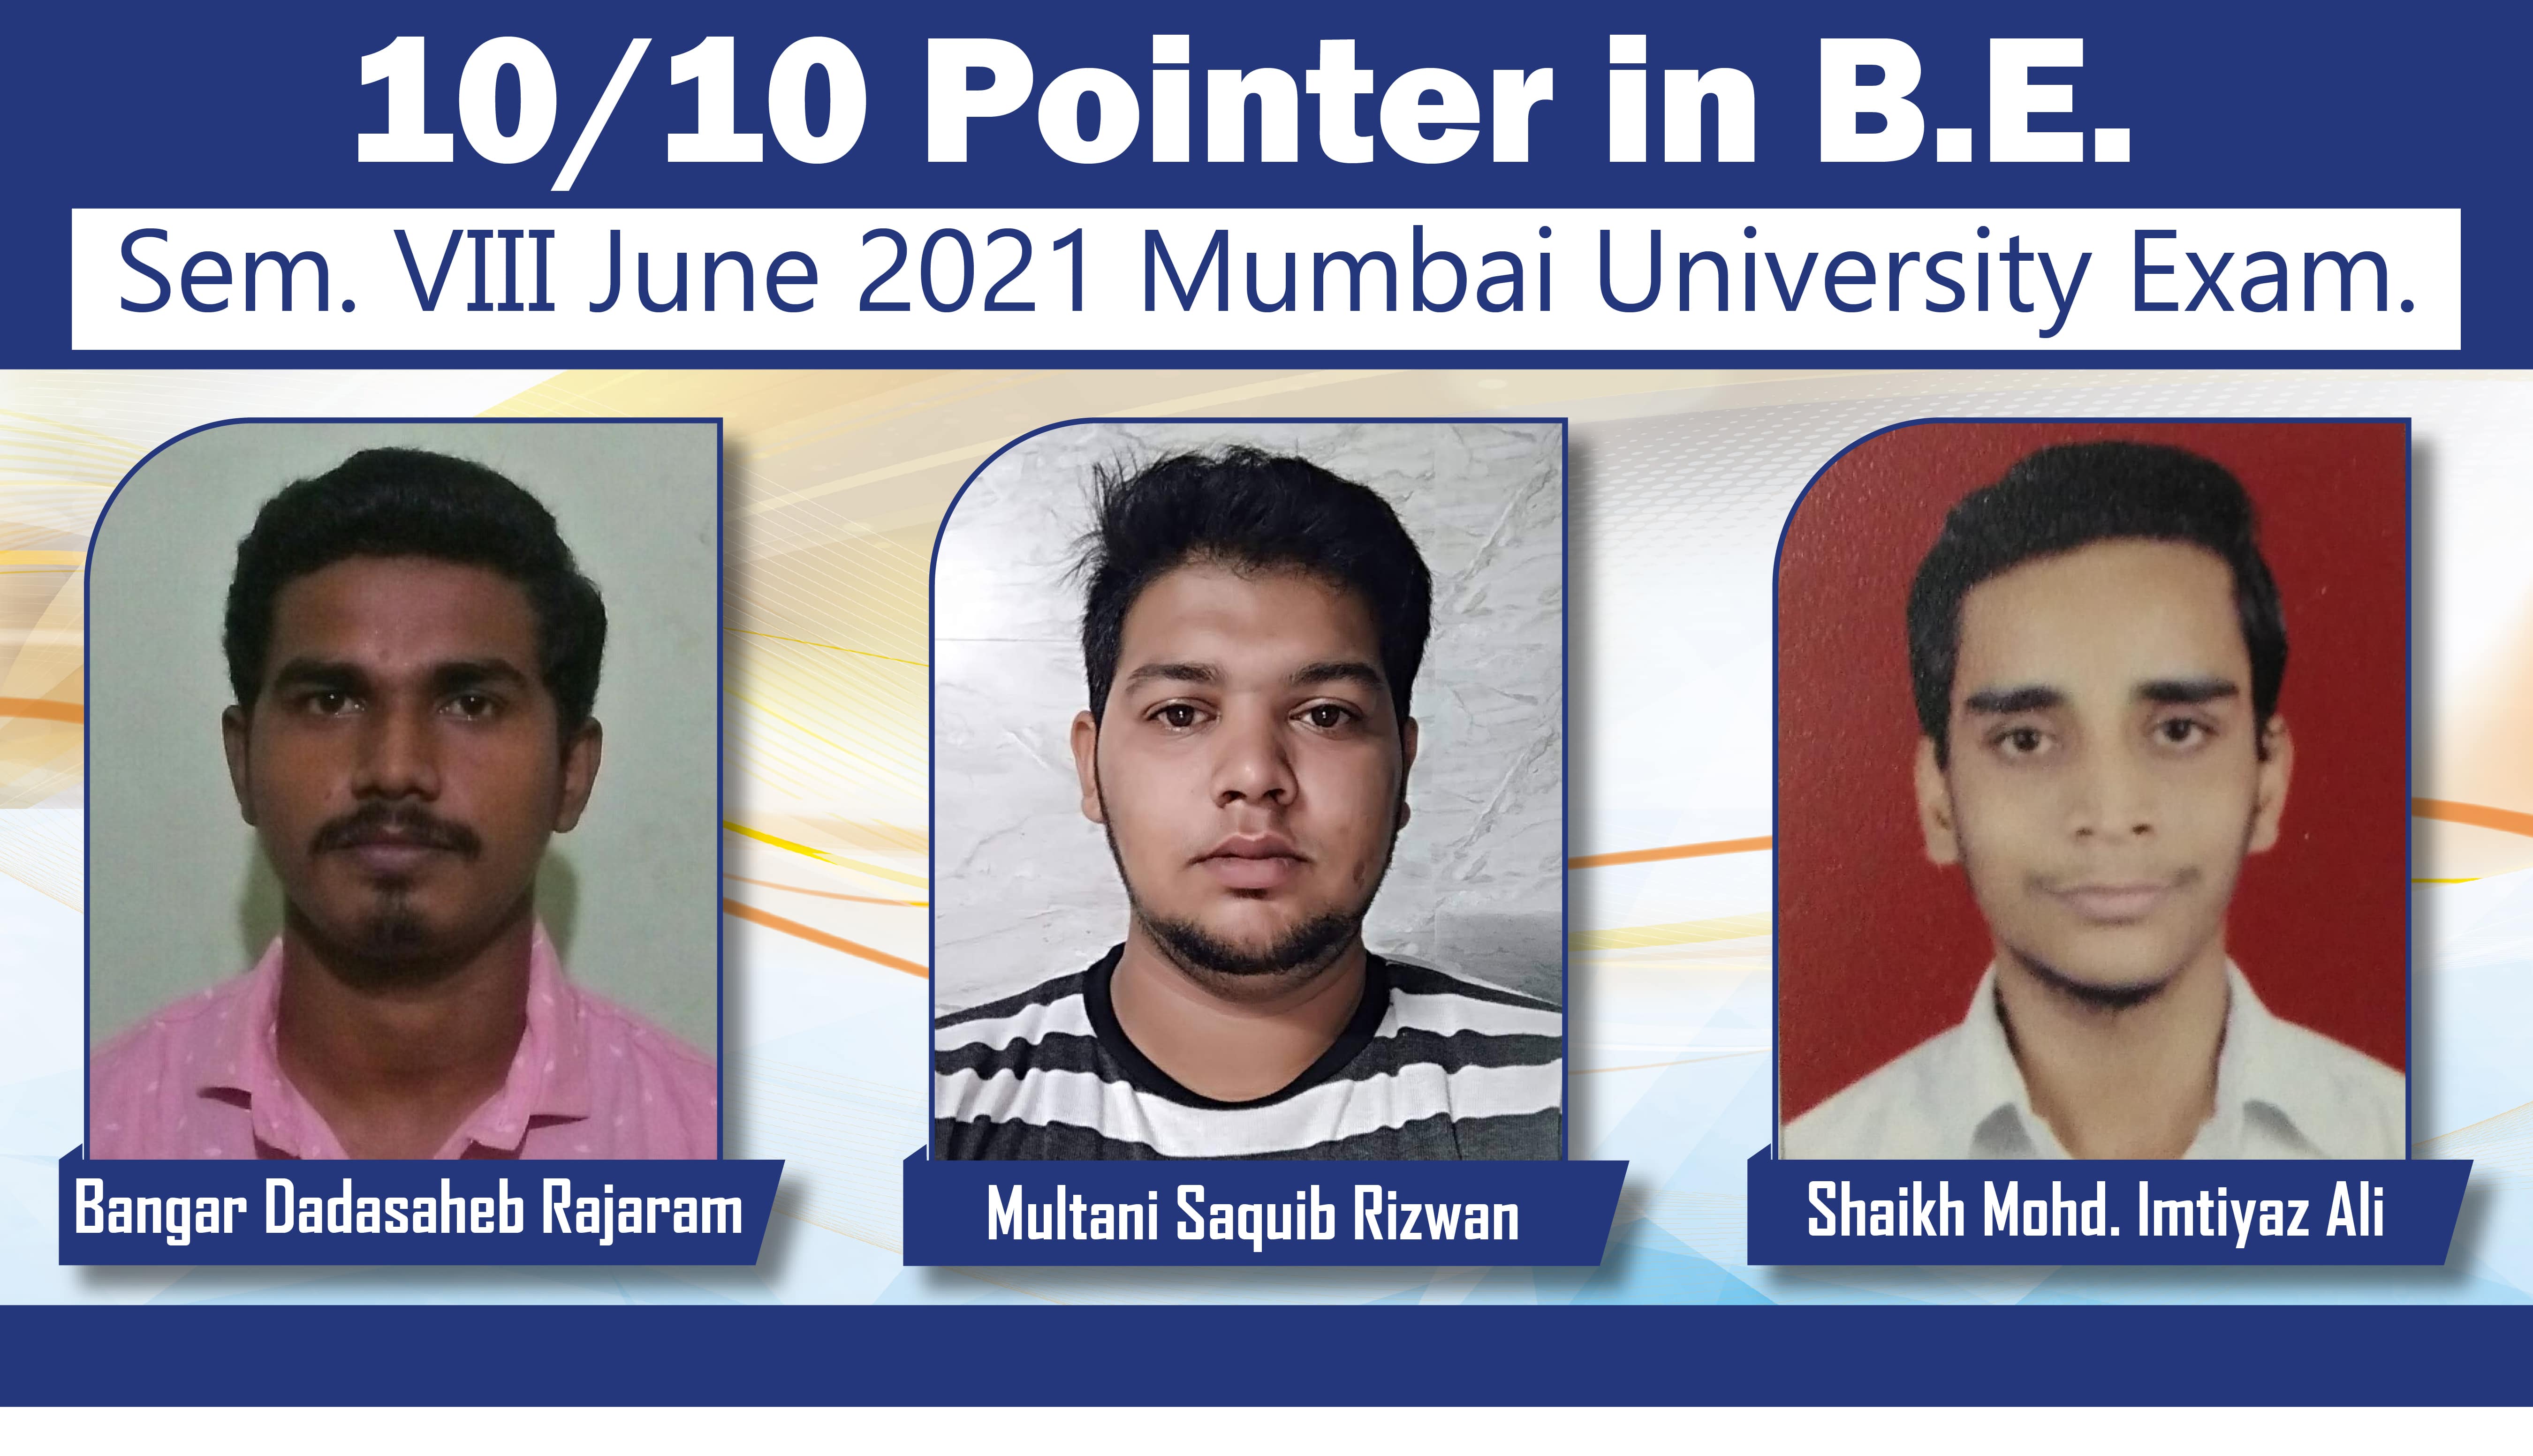 10/10 Pointer in B.E.
Sem. VIII June 2021 Mumbai University Exam.
Bangar Dadasaheb Rajaram
Multani Saquib Rizwan
Shaikh Mohd. Imtiyaz Ali